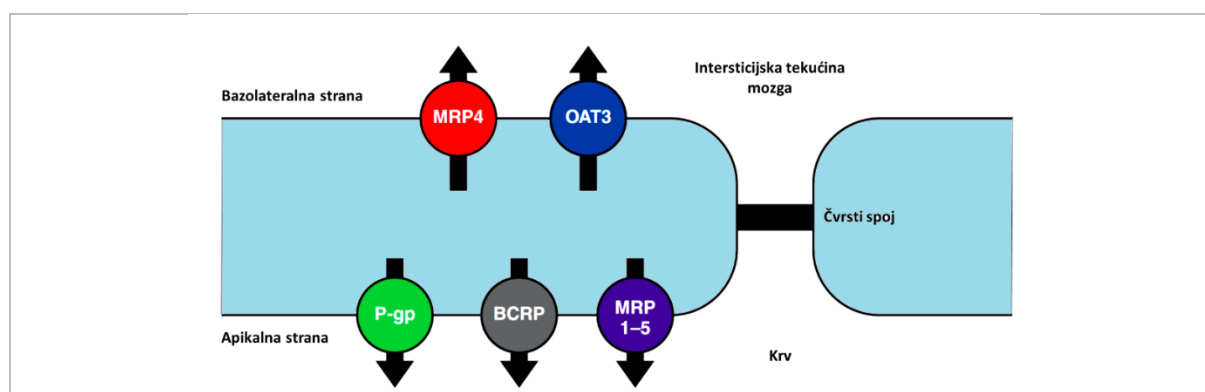 Intersticijska tekućina
mozga
Bazolateralna strana
MRP4
OAT3
Čvrsti spoj
P-gp
BCRP
MRP
1–5
Apikalna strana
Krv